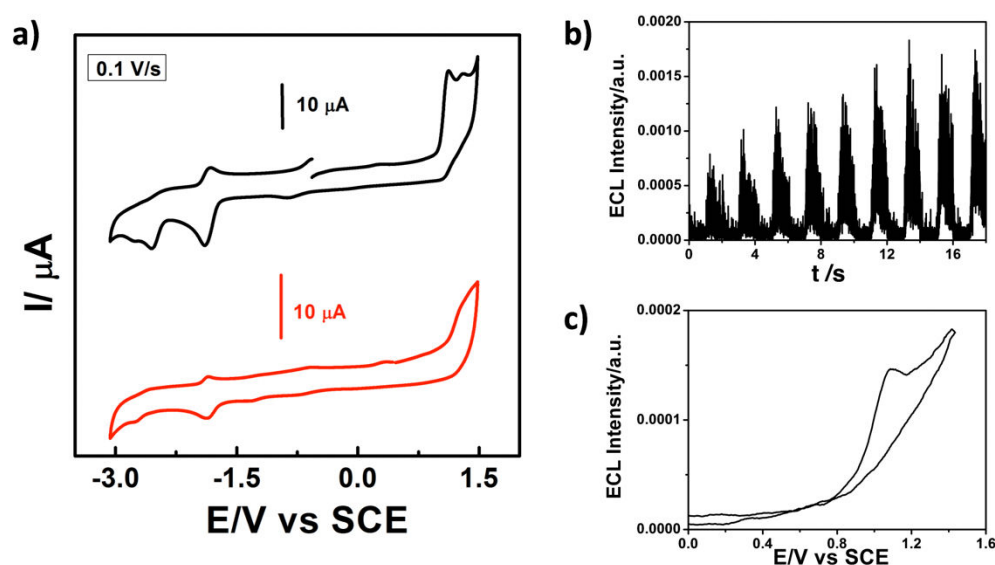 a)
0.1 V/s
10 µA
10 µA
I/ µA
-3.0 -1.5 0.0 1.5
E/V vs SCE
b)
ECL Intensity/a.u.
0.0020
0.0015
0.0010
0.0005
0.0000
0 4 8 12 16
t /s
c)
ECL Intensity/a.u.
0.0002
0.0001
0.0000
0.0 0.4 0.8 1.2 1.6
E/V vs SCE